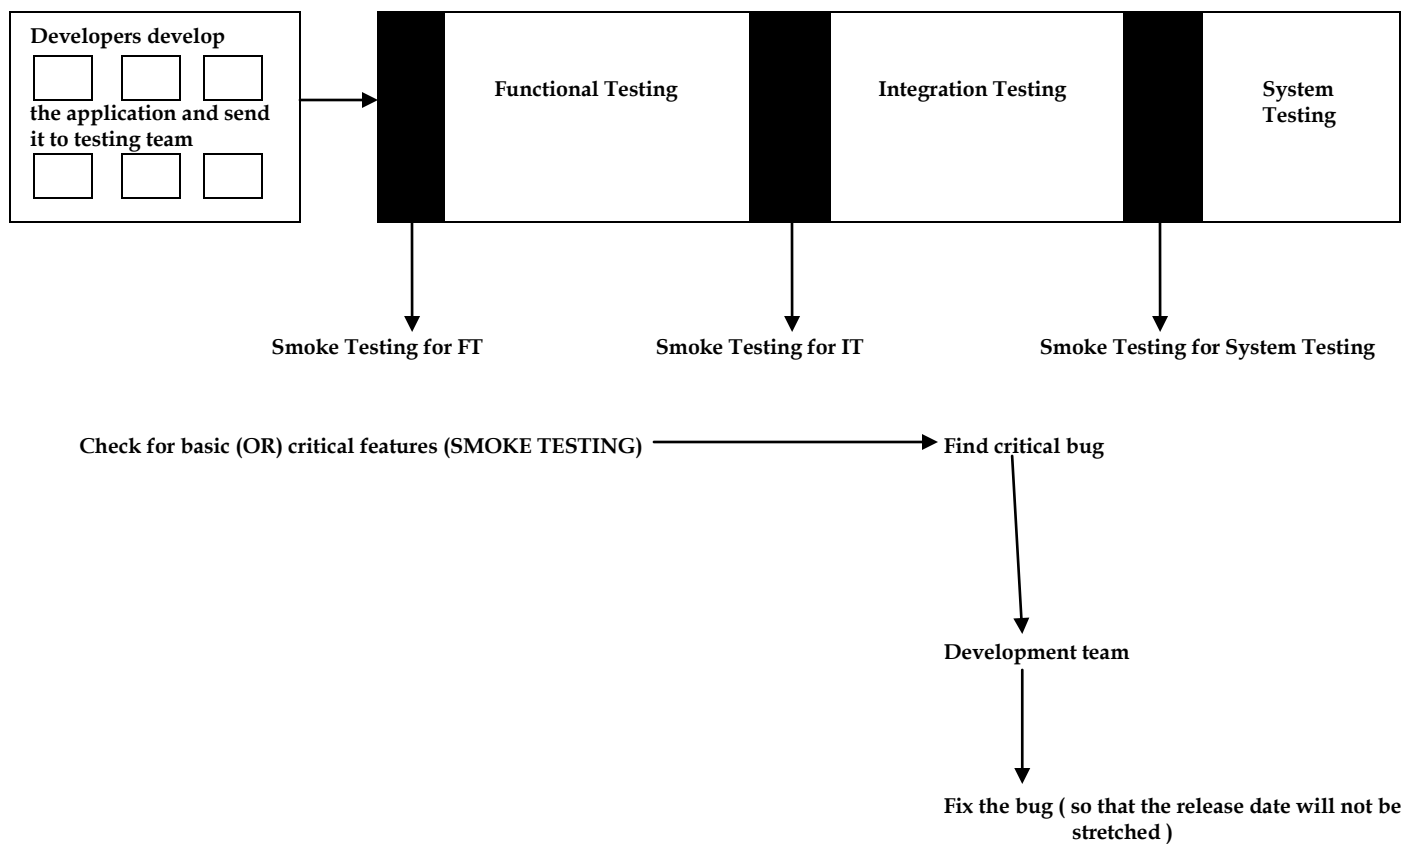 Developers develop
the application and send
it to testing team
Functional Testing
Integration Testing
System
Testing
Smoke Testing for FT
Smoke Testing for IT
Smoke Testing for System Testing
Check for basic (OR) critical features (SMOKE TESTING)
Find critical bug
Development team
Fix the bug ( so that the release date will not be
stretched )